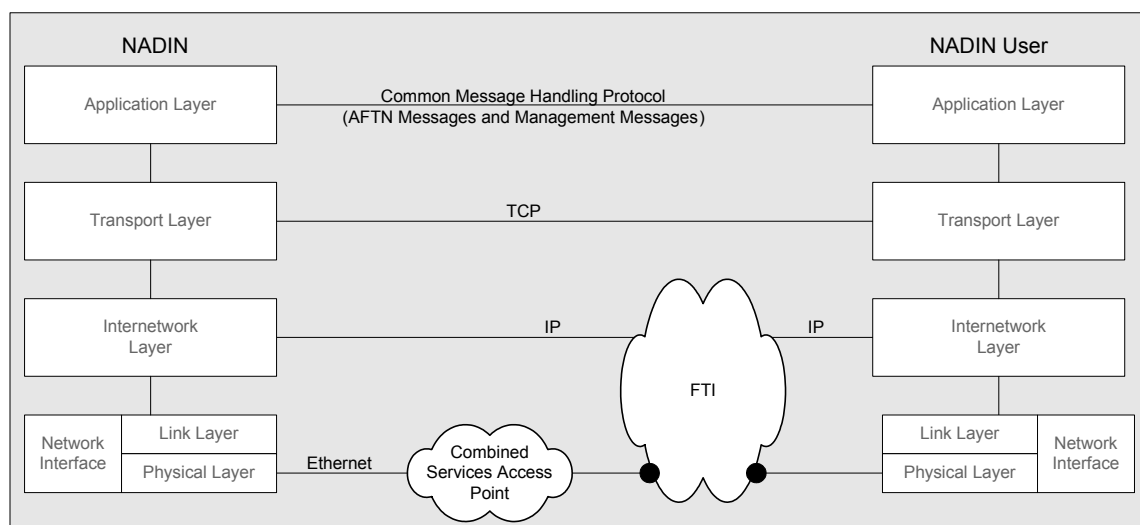 NADIN
NADIN User
Application Layer
Common Message Handling Protocol
(AFTN Messages and Management Messages)
Application Layer
Transport Layer
TCP
Transport Layer
Internetwork
Layer
IP
IP
Internetwork
Layer
FTI
Network
Interface
Link Layer
Physical Layer
Ethernet
Combined
Services Access
Point
Link Layer
Physical Layer
Network
Interface